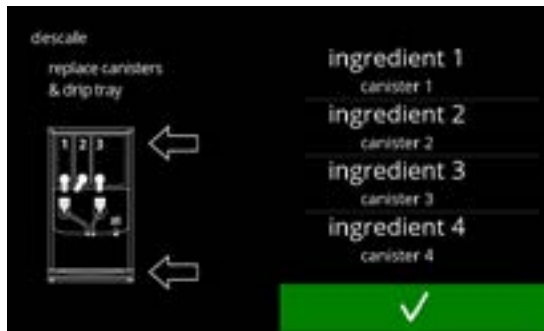 descale
replace canisters
& drip tray
1 2 3
ingredient 1
canister 1
ingredient 2
canister 2
ingredient 3
canister 3
ingredient 4
canister 4